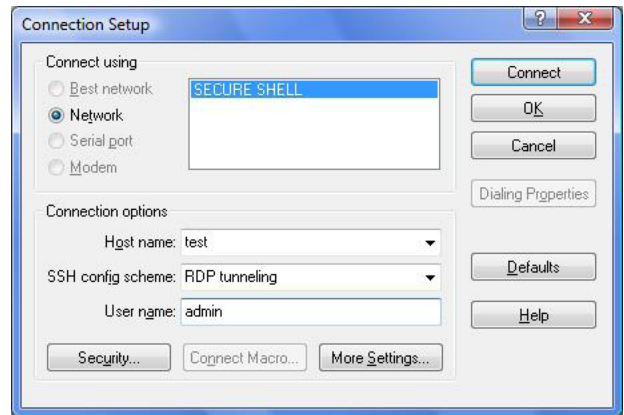 Connection Setup
?
X
Connect using
Best network
Network
Serial port
Modem
SECURE SHELL
Connect
OK
Cancel
Dialing Properties
Connection options
Host name: test
SSH config scheme: RDP tunneling
User name: admin
Defaults
Help
Security...
Connect Macro...
More Settings...